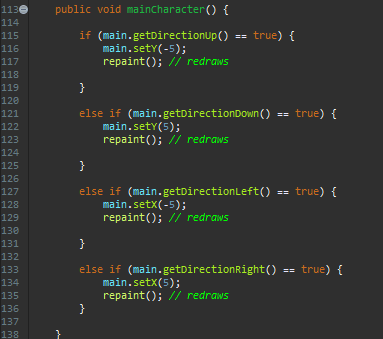 113 public void mainCharacter() {
114
115 if (main.getDirectionUp() == true) {
116 main.setY(-5);
117 repaint(); // redraws
118
119 }
120
121 else if (main.getDirectionDown() == true) {
122 main.setY(5);
123 repaint(); // redraws
124
125 }
126
127 else if (main.getDirectionLeft() == true) {
128 main.setX(-5);
129 repaint(); // redraws
130
131 }
132
133 else if (main.getDirectionRight() == true) {
134 main.setX(5);
135 repaint(); // redraws
136 }
137
138 }